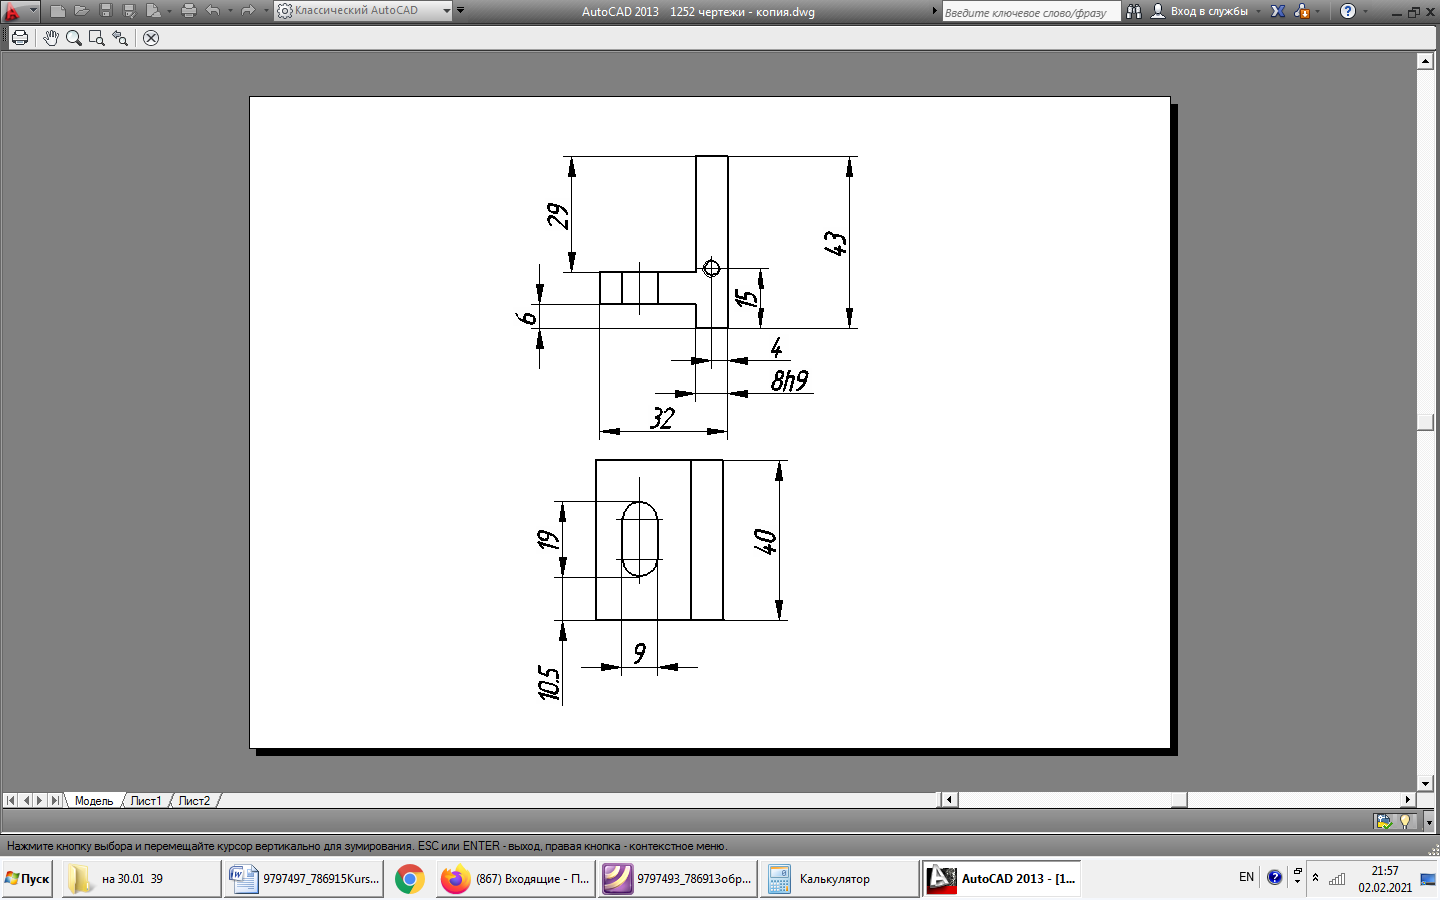 Классический AutoCAD
AutoCAD 2013 1252 чертежи - копия.dwg
Введите ключевое слово/фразу
Вход в службы
29
43
15
6
4
8h9
32
19
40
9
10.5
Модель
Лист1
Лист2
Нажмите кнопку выбора и перемещайте курсор вертикально для зумирования. ESC или ENTER - выход, правая кнопка - контекстное меню.
Пуск
на 30.01 39
9797497_786915Kurs...
(867) Входящие - П...
9797493_786913обр...
Калькулятор
AutoCAD 2013 - [1...
EN
21:57
02.02.2021